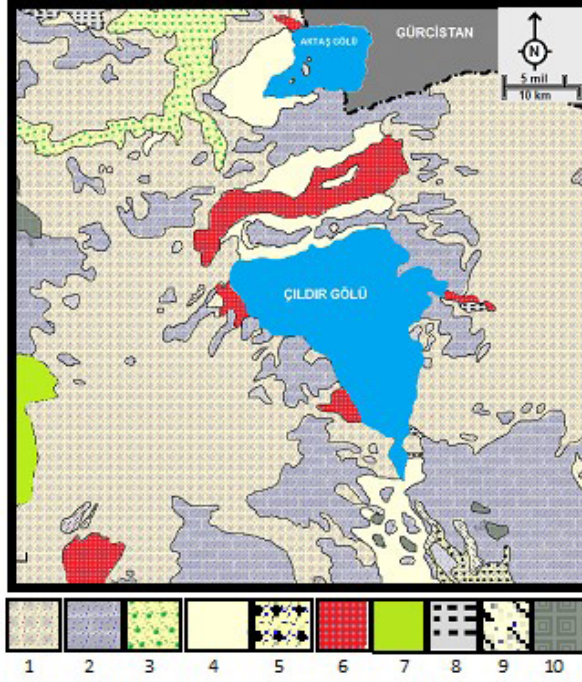 AKTAŞ GÖLÜ
GÜRCİSTAN
N
5 mil
10 km
ÇILDIR GÖLÜ
1 2 3 4 5 6 7 8 9 10